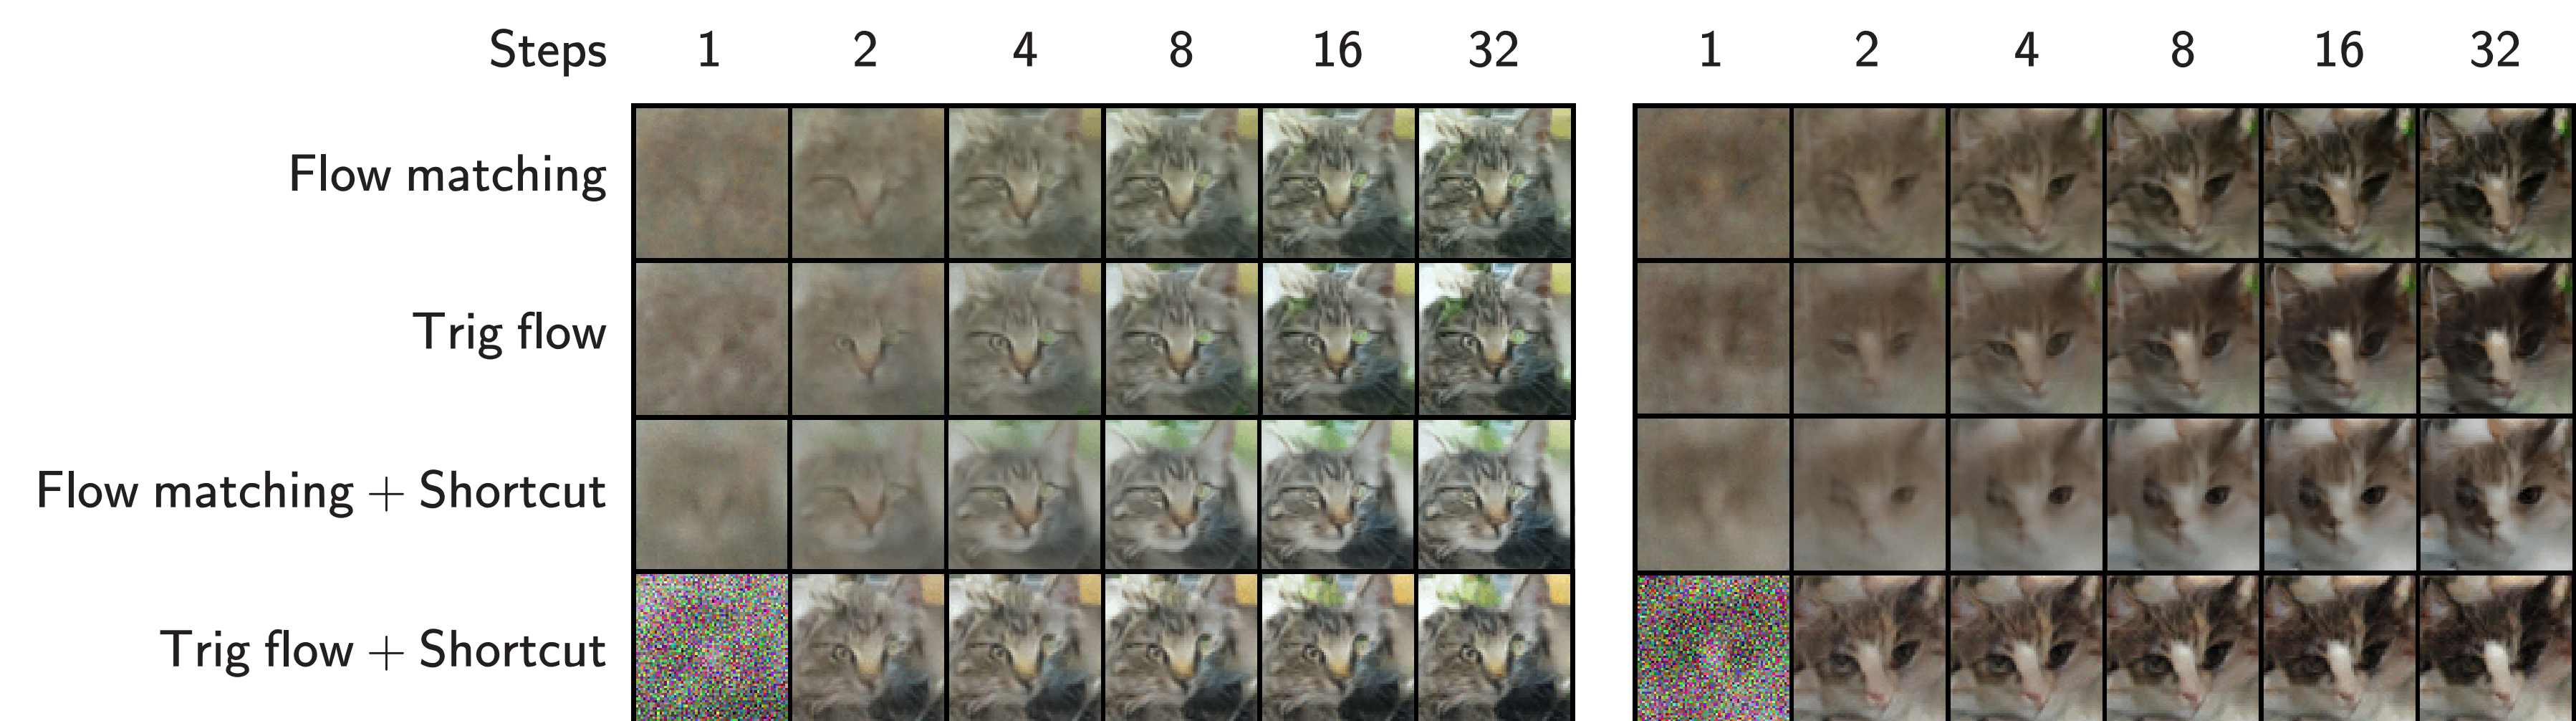 Steps 1 2 4 8 16 32 1 2 4 8 16 32
Flow matching
Trig flow
Flow matching + Shortcut
Trig flow + Shortcut